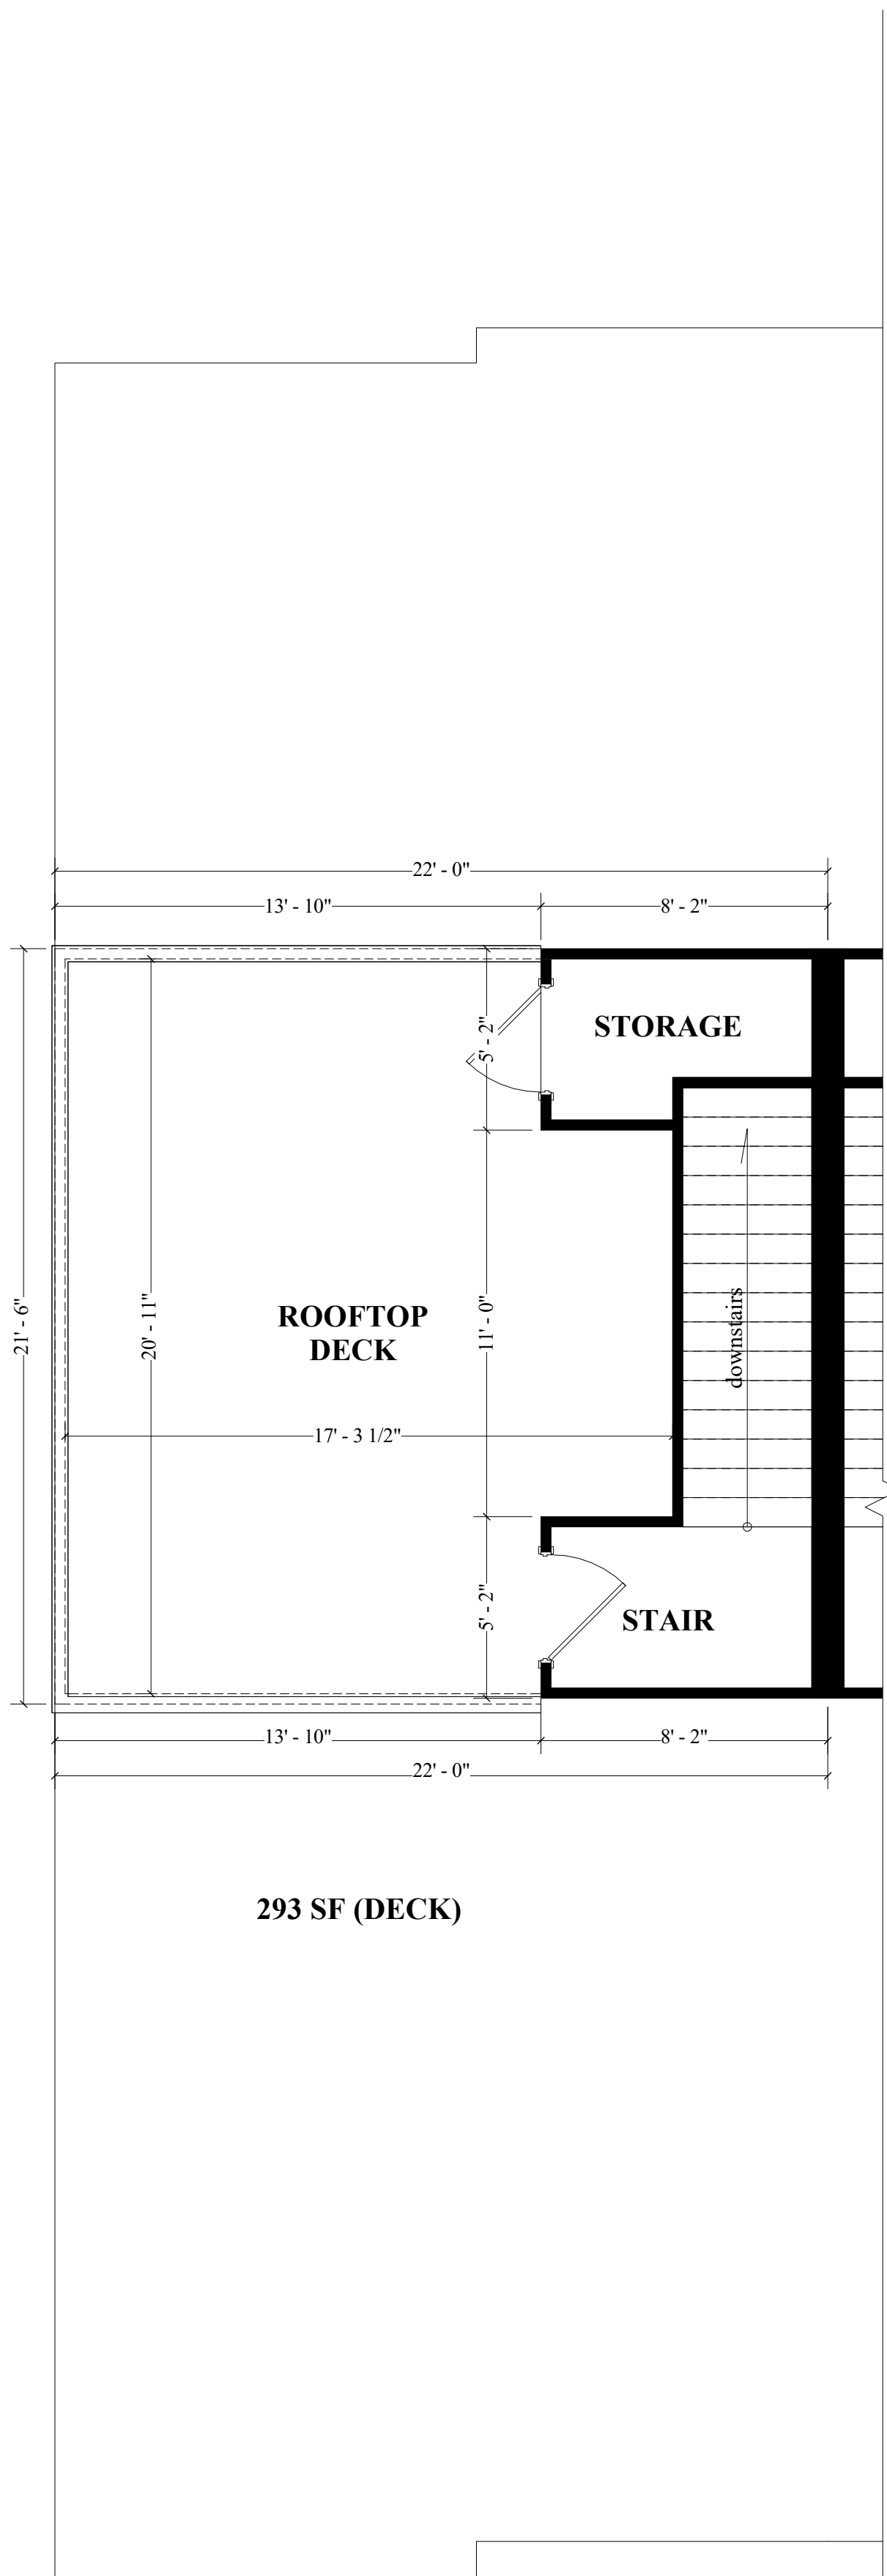 22' - 0"
13' - 10"
8' - 2"
STORAGE
5' - 2"
21' - 6"
20' - 11"
ROOFTOP
DECK
11' - 0"
downstairs
17' - 3 1/2"
5' - 2"
STAIR
13' - 10"
8' - 2"
22' - 0"
293 SF (DECK)